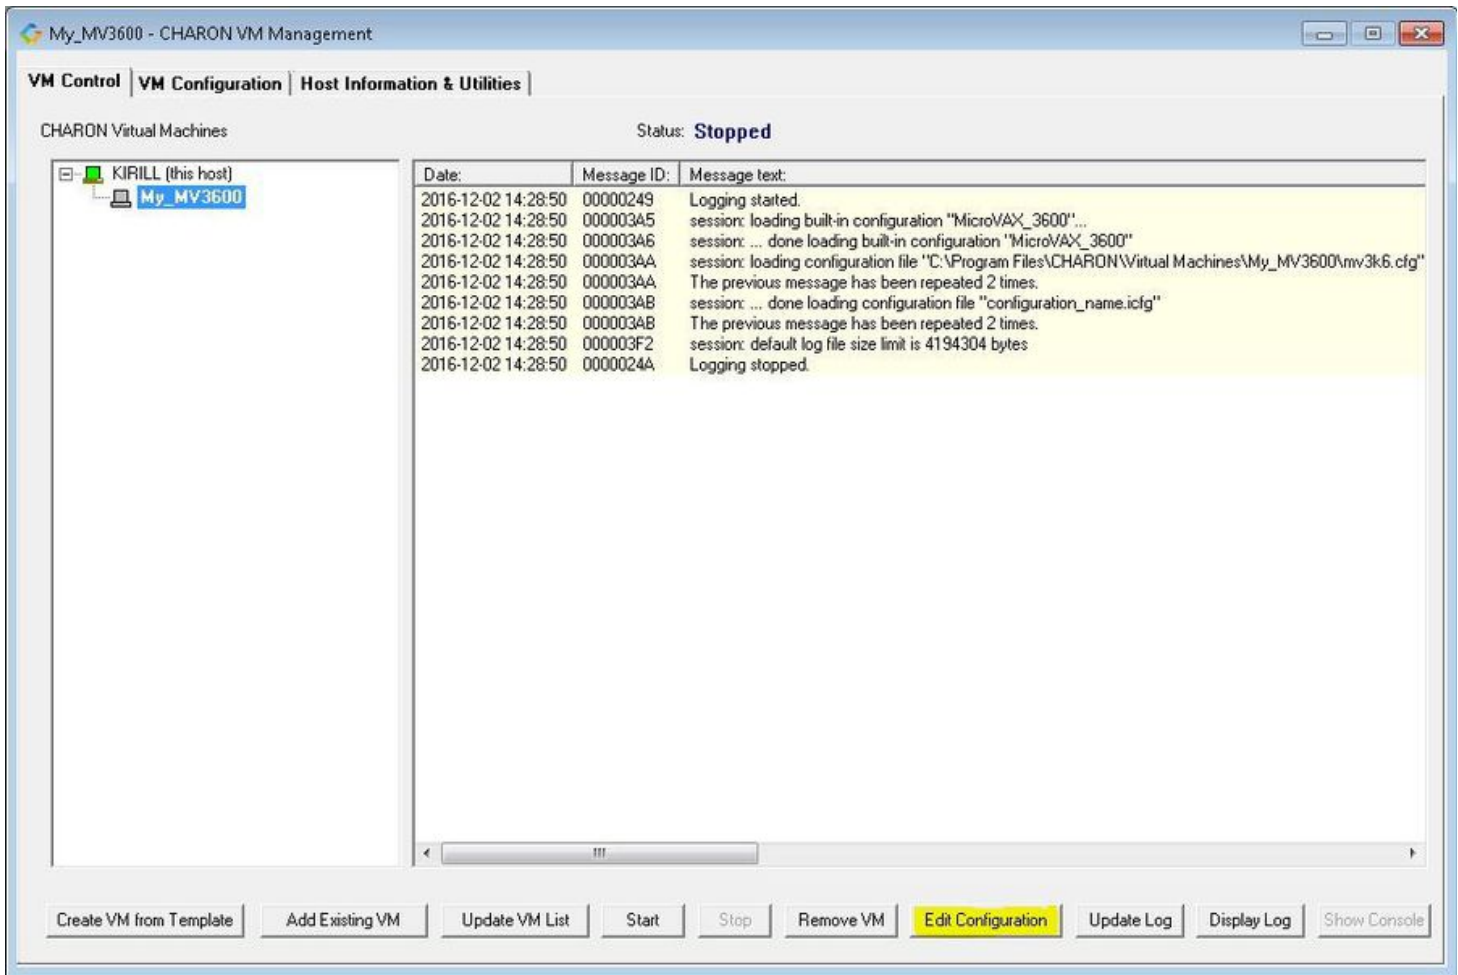 My_MV3600 - CHARON VM Management
VM Control | VM Configuration | Host Information & Utilities
CHARON Virtual Machines
Status: Stopped
KIRILL (this host)
My_MV3600
Date: Message ID: Message text:
2016-12-02 14:28:50 00000249 Logging started.
2016-12-02 14:28:50 000003A5 session: loading built-in configuration "MicroVAX_3600"...
2016-12-02 14:28:50 000003A6 session: ... done loading built-in configuration "MicroVAX_3600"
2016-12-02 14:28:50 000003AA session: loading configuration file "C:\Program Files\CHARON\Virtual Machines\My_MV3600\mv3k6.cfg"
2016-12-02 14:28:50 000003AA The previous message has been repeated 2 times.
2016-12-02 14:28:50 000003AB session: ... done loading configuration file "configuration_name.icfg"
2016-12-02 14:28:50 000003AB The previous message has been repeated 2 times.
2016-12-02 14:28:50 000003F2 session: default log file size limit is 4194304 bytes
2016-12-02 14:28:50 0000024A Logging stopped.
Create VM from Template Add Existing VM Update VM List Start Stop Remove VM Edit Configuration Update Log Display Log Show Console